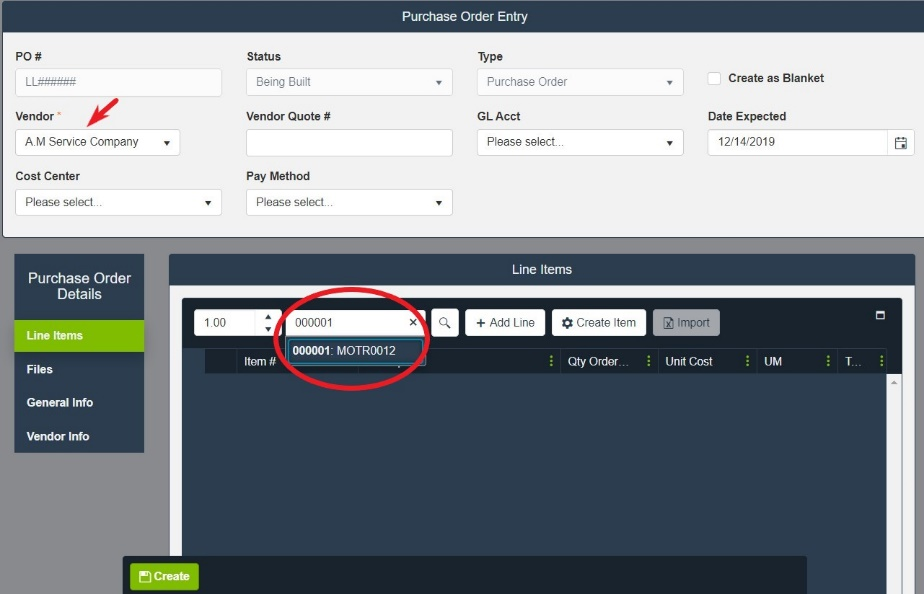 Purchase Order Entry
PO # Status Type
LL###### Being Built Purchase Order Create as Blanket
Vendor * Vendor Quote # GL Acct Date Expected
A.M Service Company Please select... 12/14/2019
Cost Center Pay Method
Please select... Please select...
Purchase Order Details
Line Items
Files
General Info
Vendor Info
Line Items
1.00 000001 × + Add Line Create Item Import
000001: MOTR0012
Item # Qty Order... Unit Cost UM T...
Create